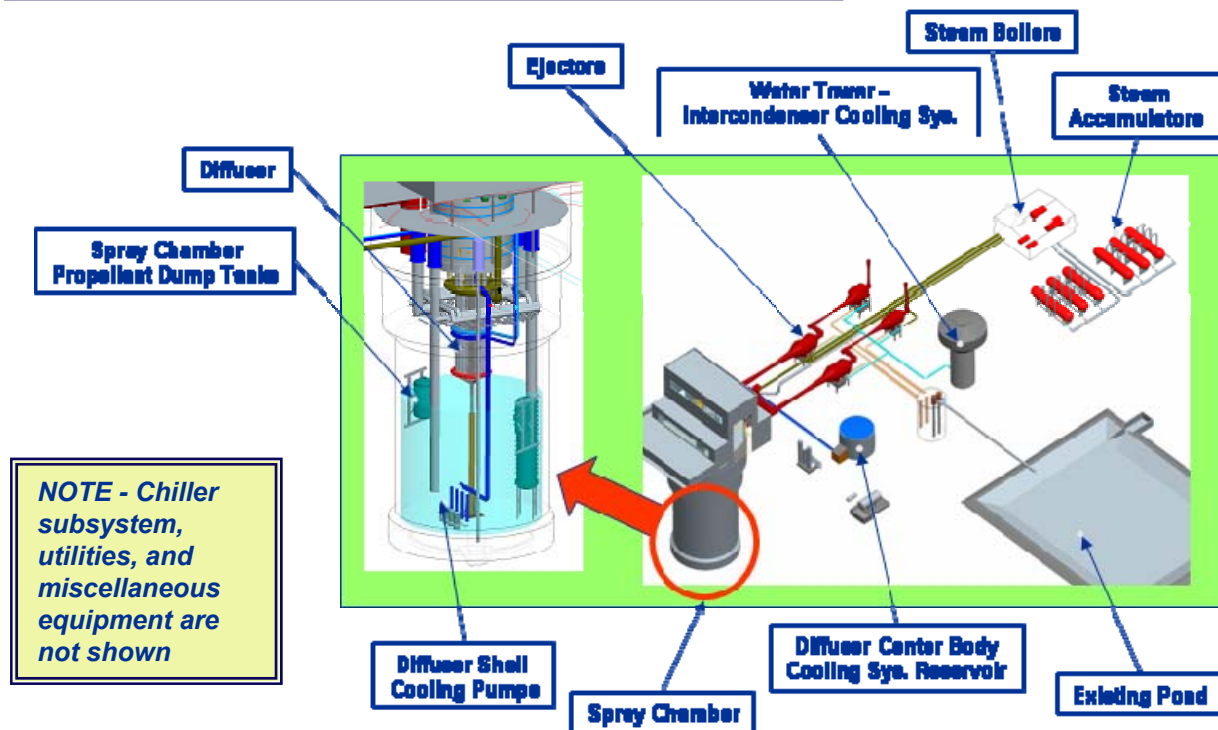 Steam Boilers
Ejectors
Water Tower –
Intercondenser Cooling Sys.
Steam
Accumulators
Diffuser
Spray Chamber
Propellant Dump Tanks
NOTE - Chiller
subsystem,
utilities, and
miscellaneous
equipment are
not shown
Diffuser Shell
Cooling Pumps
Spray Chamber
Diffuser Center Body
Cooling Sys. Reservoir
Existing Pond